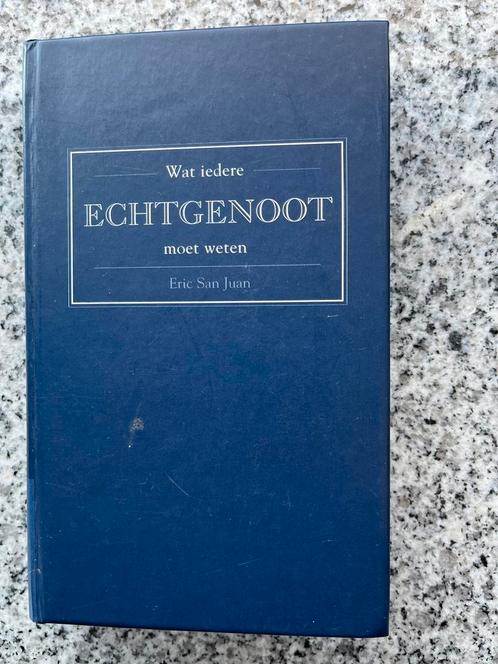 Wat iedere
ECHTGENOOT
moet weten
Eric San Juan